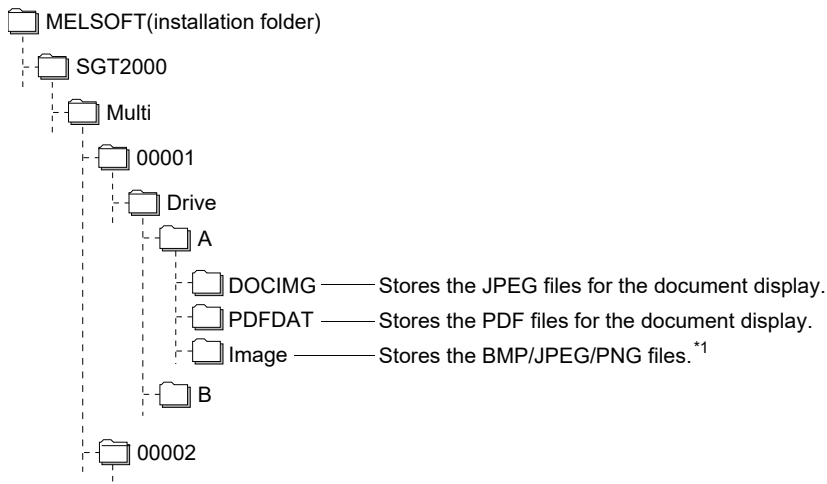 MELSOFT(installation folder)
SGT2000
Multi
00001
Drive
A
DOCIMG Stores the JPEG files for the document display.
PDFDAT Stores the PDF files for the document display.
Image Stores the BMP/JPEG/PNG files.*1
B
00002